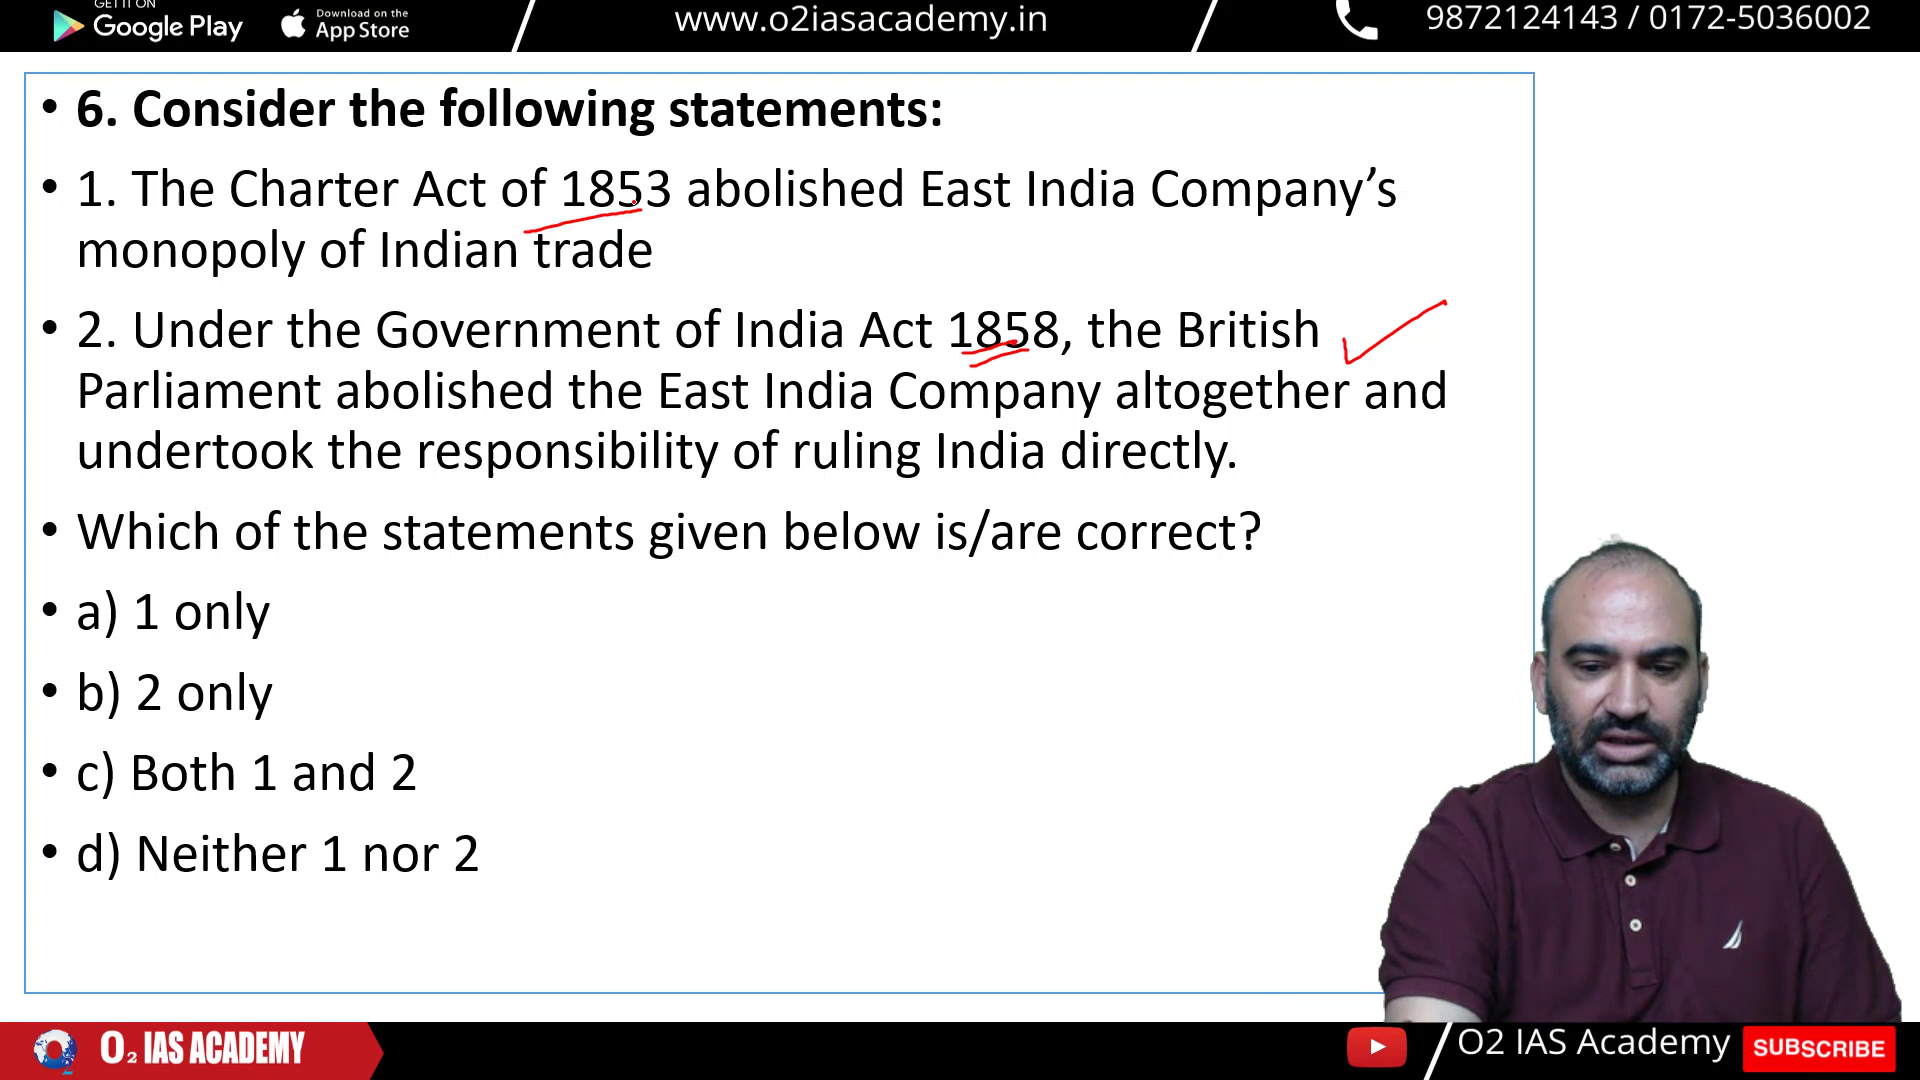 GET IT ON
Google Play
Download on the
App Store
www.o2iasacademy.in
9872124143 / 0172-5036002
• 6. Consider the following statements:
• 1. The Charter Act of 1853 abolished East India Company’s
monopoly of Indian trade
• 2. Under the Government of India Act 1858, the British
Parliament abolished the East India Company altogether and
undertook the responsibility of ruling India directly.
• Which of the statements given below is/are correct?
• a) 1 only
• b) 2 only
• c) Both 1 and 2
• d) Neither 1 nor 2
O2 IAS ACADEMY
O2 IAS Academy
SUBSCRIBE